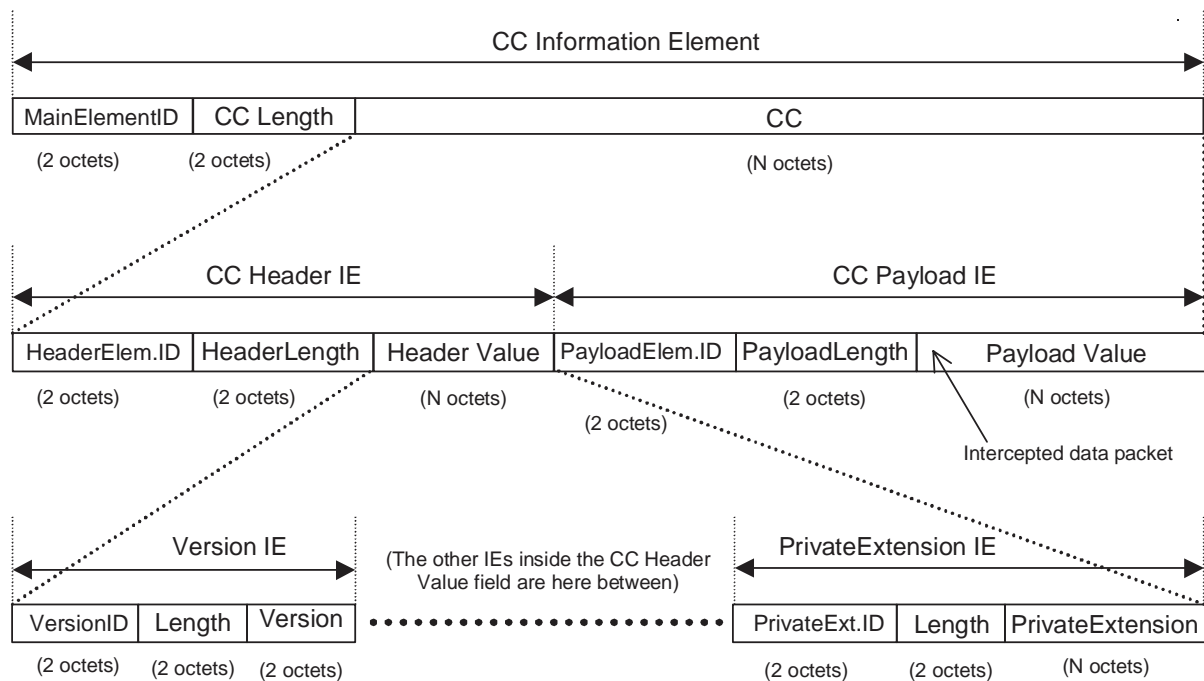 CC Information Element
MainElementID CC Length CC
(2 octets) (2 octets) (N octets)
CC Header IE CC Payload IE
HeaderElem.ID HeaderLength Header Value PayloadElem.ID PayloadLength Payload Value
(2 octets) (2 octets) (N octets) (2 octets) (2 octets) (N octets)
Intercepted data packet
Version IE (The other IEs inside the CC Header PrivateExtension IE
Value field are here between)
VersionID Length Version PrivateExt.ID Length PrivateExtension
(2 octets) (2 octets) (2 octets) (2 octets) (2 octets) (N octets)